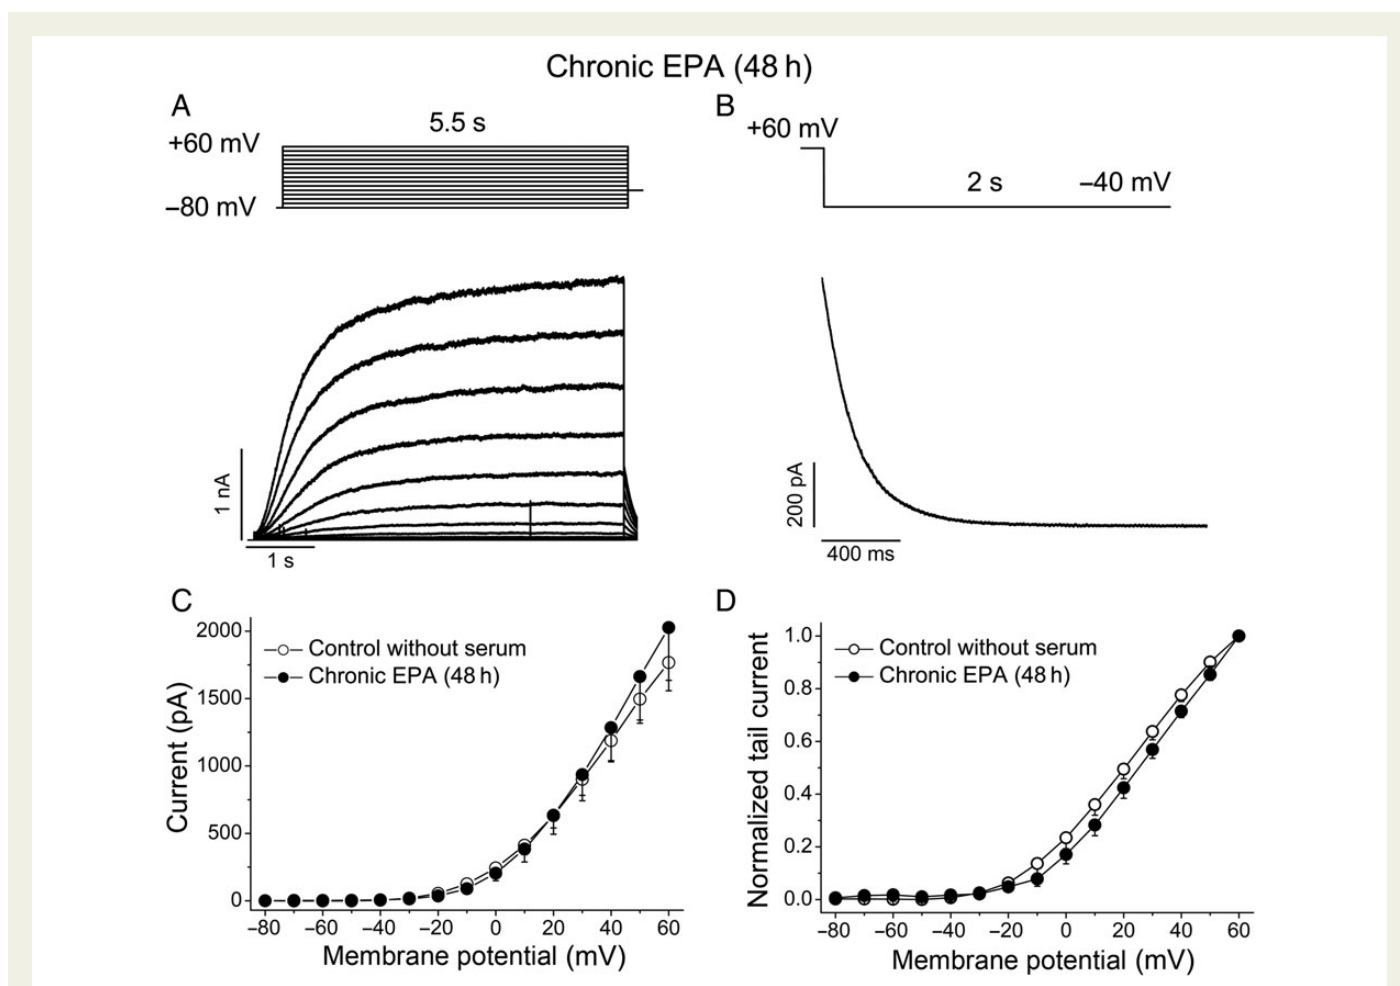 Chronic EPA (48 h)
A
5.5 s
+60 mV
–80 mV
1 nA
1 s
B
+60 mV
2 s
–40 mV
200 pA
400 ms
C
Control without serum
Chronic EPA (48 h)
Current (pA)
2000
1500
1000
500
0
–80 –60 –40 –20 0 20 40 60
Membrane potential (mV)
D
Control without serum
Chronic EPA (48 h)
Normalized tail current
1.0
0.8
0.6
0.4
0.2
0.0
–80 –60 –40 –20 0 20 40 60
Membrane potential (mV)